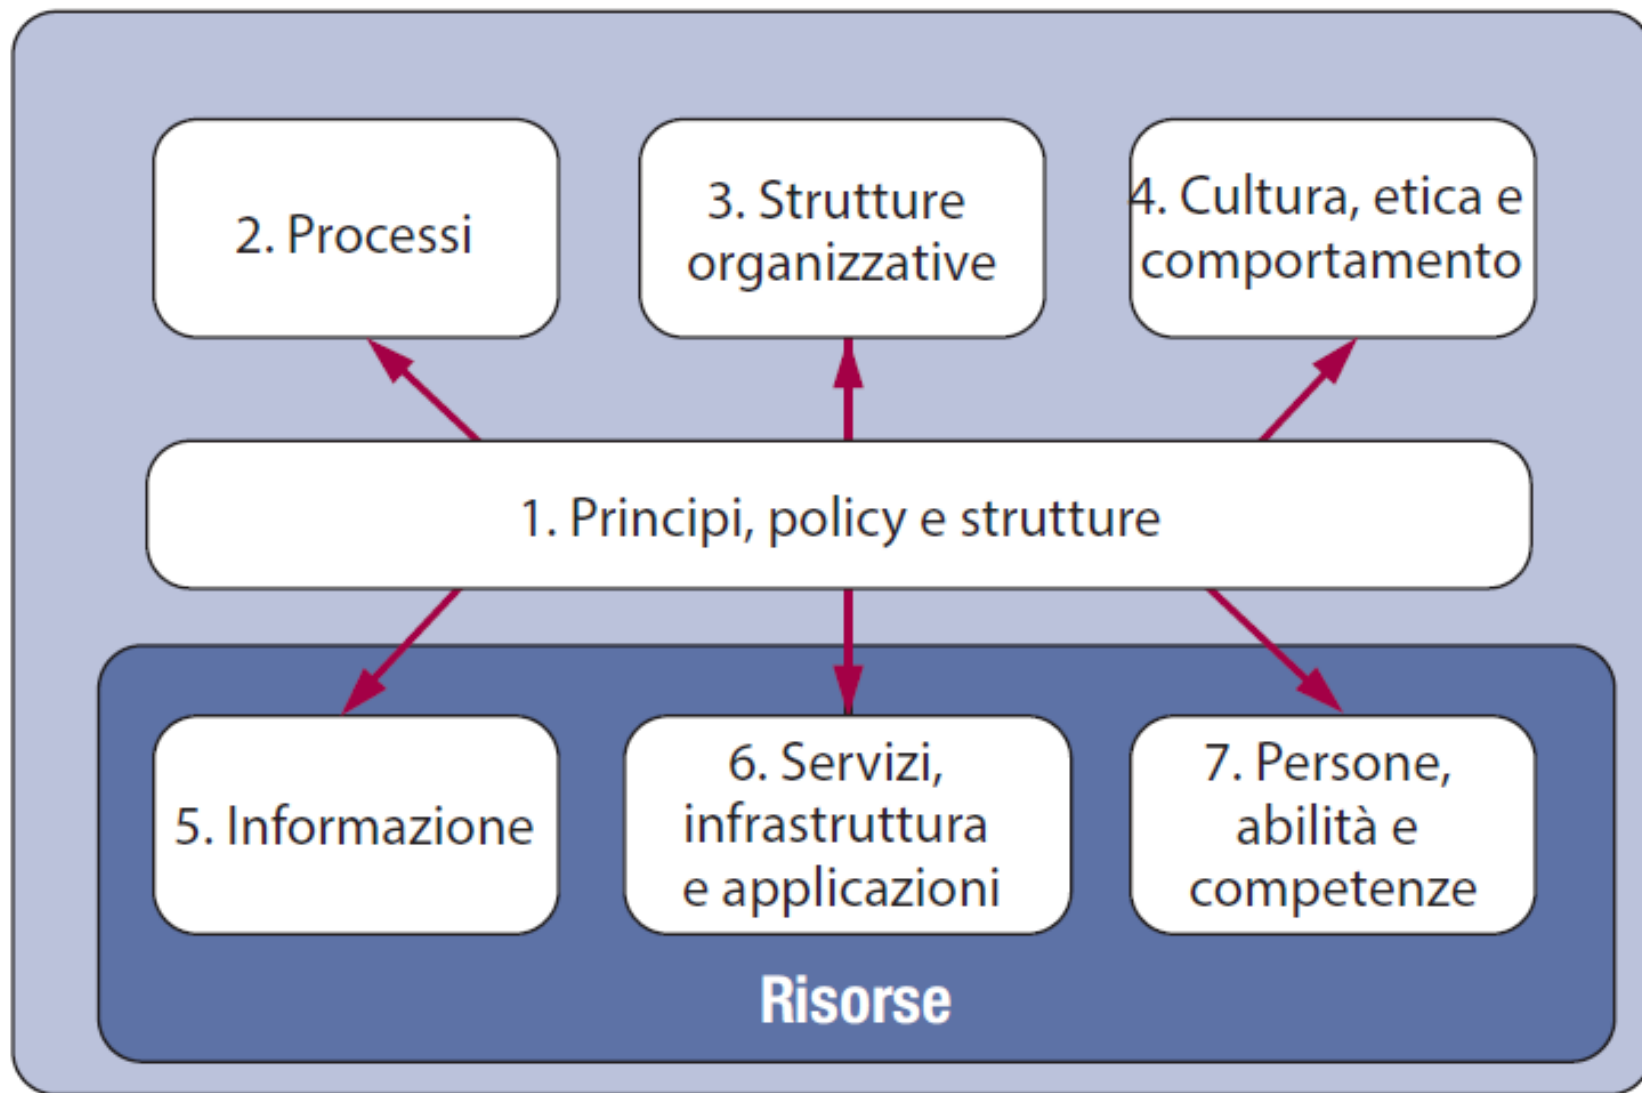 2. Processi
3. Strutture
organizzative
4. Cultura, etica e
comportamento
1. Principi, policy e strutture
5. Informazione
6. Servizi,
infrastruttura
e applicazioni
7. Persone,
abilità e
competenze
Risorse